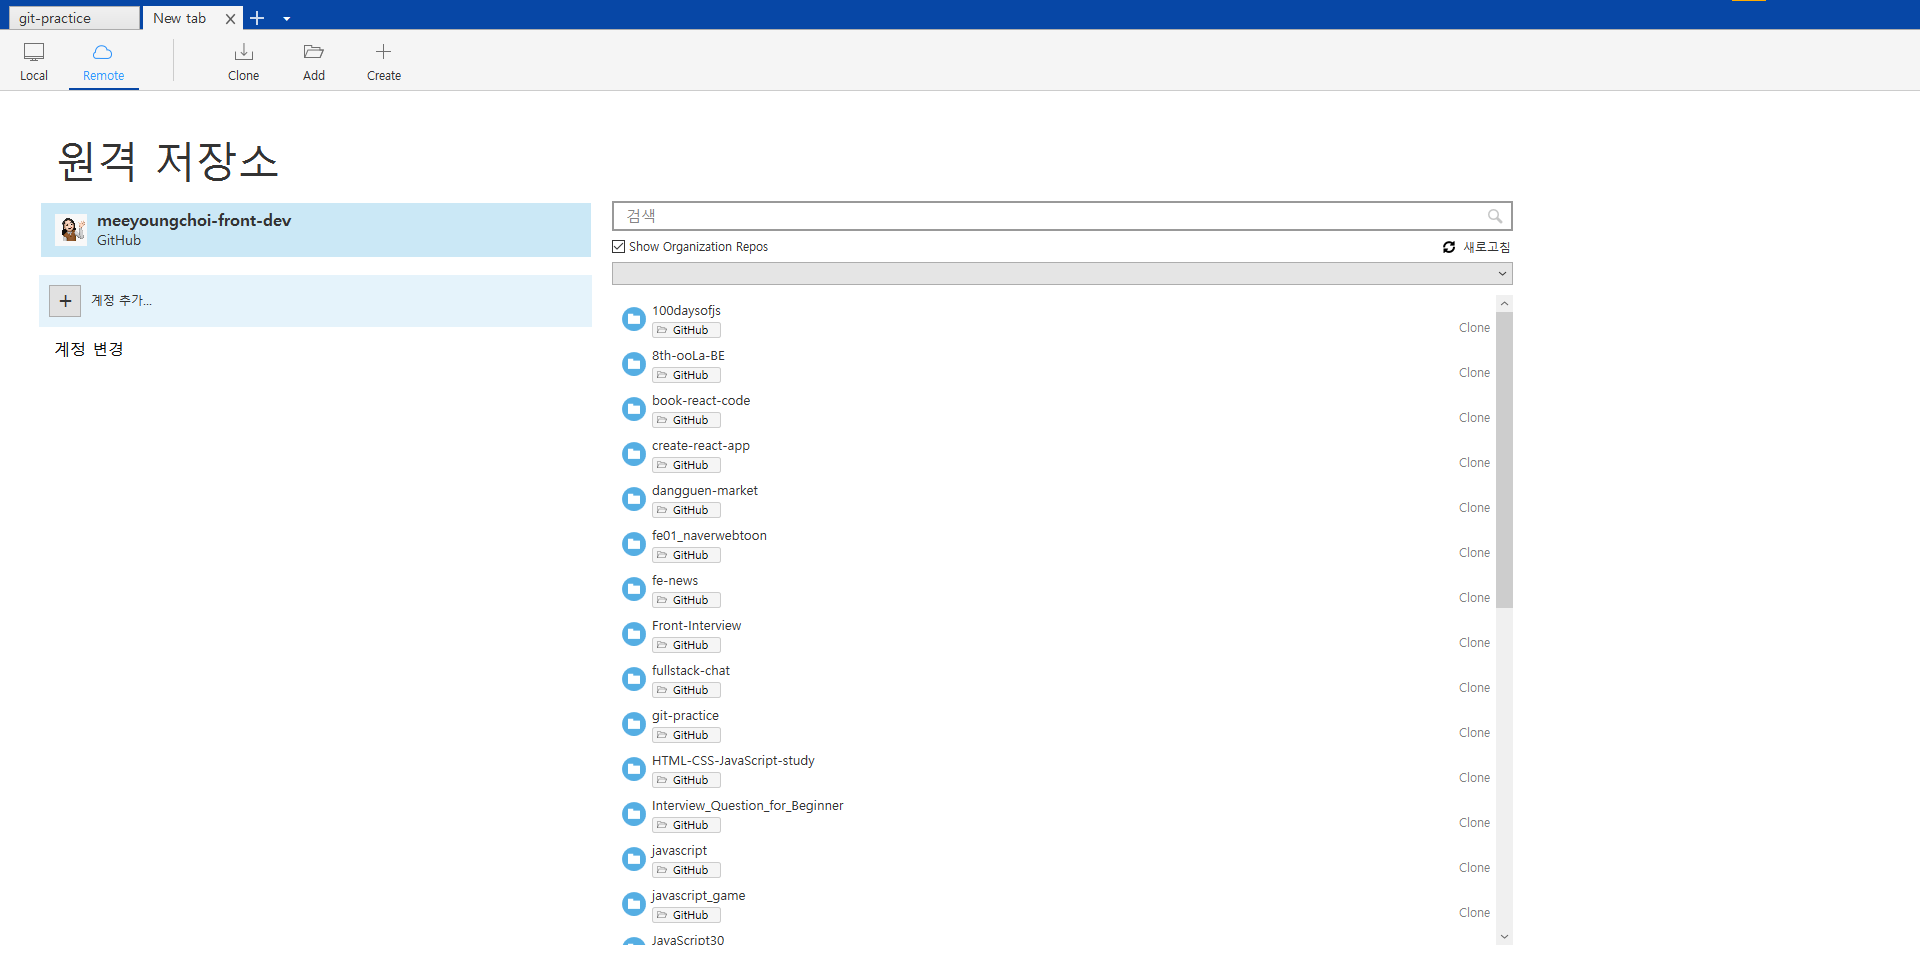 git-practice
New tab
Local
Remote
Clone
Add
Create
원격 저장소
meeyoungchoi-front-dev
GitHub
계정 추가...
계정 변경
검색
Show Organization Repos
새로고침
100daysofjs
GitHub
Clone
8th-ooLa-BE
GitHub
Clone
book-react-code
GitHub
Clone
create-react-app
GitHub
Clone
dangguen-market
GitHub
Clone
fe01_naverwebtoon
GitHub
Clone
fe-news
GitHub
Clone
Front-Interview
GitHub
Clone
fullstack-chat
GitHub
Clone
git-practice
GitHub
Clone
HTML-CSS-JavaScript-study
GitHub
Clone
Interview_Question_for_Beginner
GitHub
Clone
javascript
GitHub
Clone
javascript_game
GitHub
Clone
JavaScript30